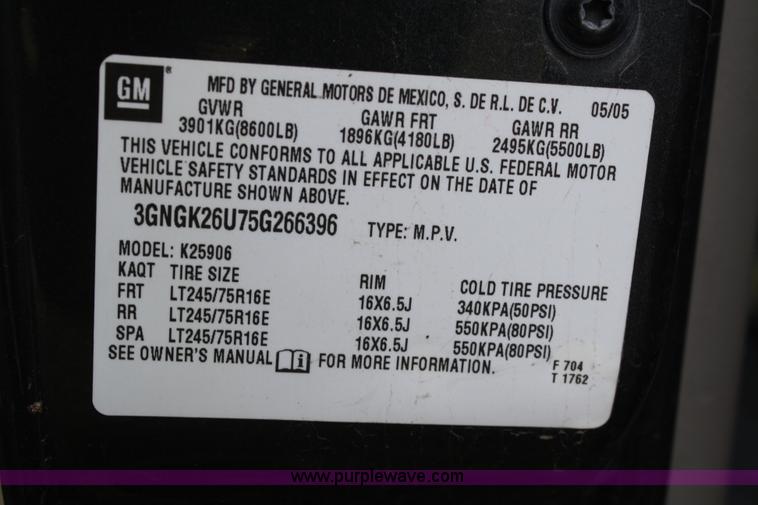 GM®
MFD BY GENERAL MOTORS DE MEXICO, S. DE R.L. DE C.V. 05/05
GVWR GAWR FRT GAWR RR
3901KG(8600LB) 1896KG(4180LB) 2495KG(5500LB)
THIS VEHICLE CONFORMS TO ALL APPLICABLE U.S. FEDERAL MOTOR
VEHICLE SAFETY STANDARDS IN EFFECT ON THE DATE OF
MANUFACTURE SHOWN ABOVE.
3GNGK26U75G266396 TYPE: M.P.V.
MODEL: K25906
KAQT TIRE SIZE RIM COLD TIRE PRESSURE
FRT LT245/75R16E 16X6.5J 340KPA(50PSI)
RR LT245/75R16E 16X6.5J 550KPA(80PSI)
SPA LT245/75R16E 16X6.5J 550KPA(80PSI)
SEE OWNER'S MANUAL i FOR MORE INFORMATION. F 704
T 1762
www.purplewave.com